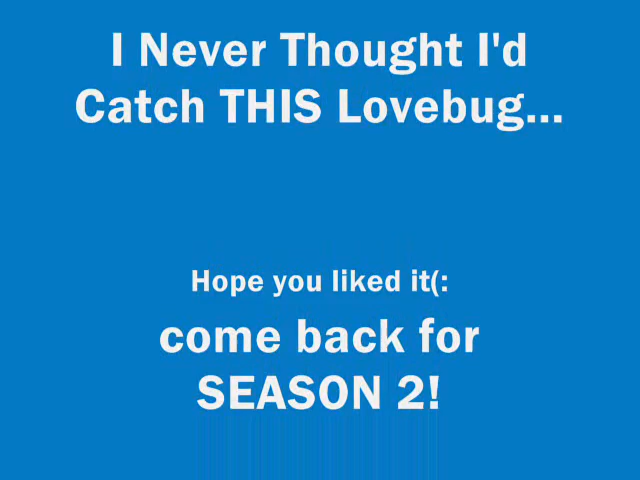 I Never Thought I'd
Catch THIS Lovebug...
Hope you liked it(:
come back for
SEASON 2!